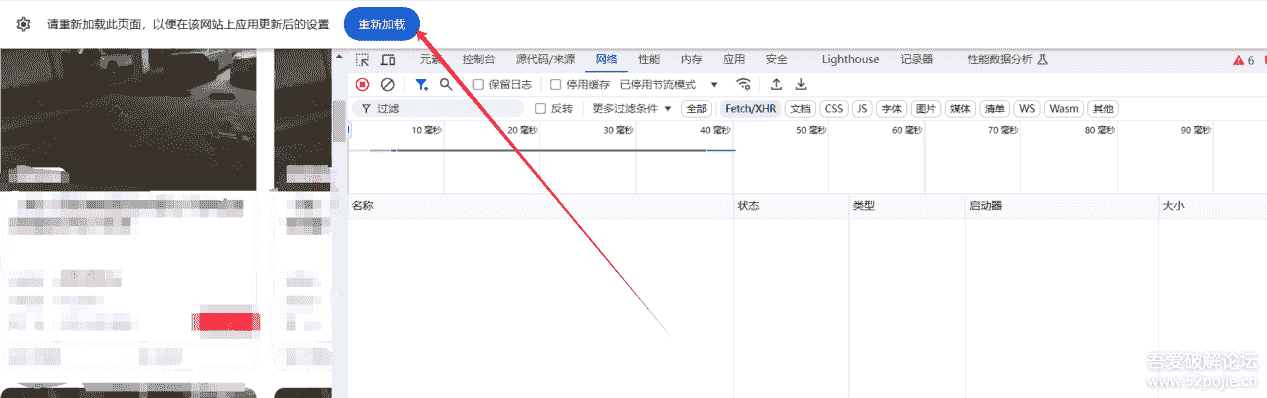 请重新加载此页面，以便在该网站上应用更新后的设置 重新加载
元素 控制台 源代码/来源 网络 性能 内存 应用 安全 Lighthouse 记录器 性能数据分析 6
保留日志 停用缓存 已停用节流模式
过滤 反转 更多过滤条件 全部 Fetch/XHR 文档 CSS JS 字体 图片 媒体 清单 WS Wasm 其他
10 毫秒 20 毫秒 30 毫秒 40 毫秒 50 毫秒 60 毫秒 70 毫秒 80 毫秒 90 毫秒
名称 状态 类型 启动器 大小
吾爱破解论坛
www.52pojie.cn